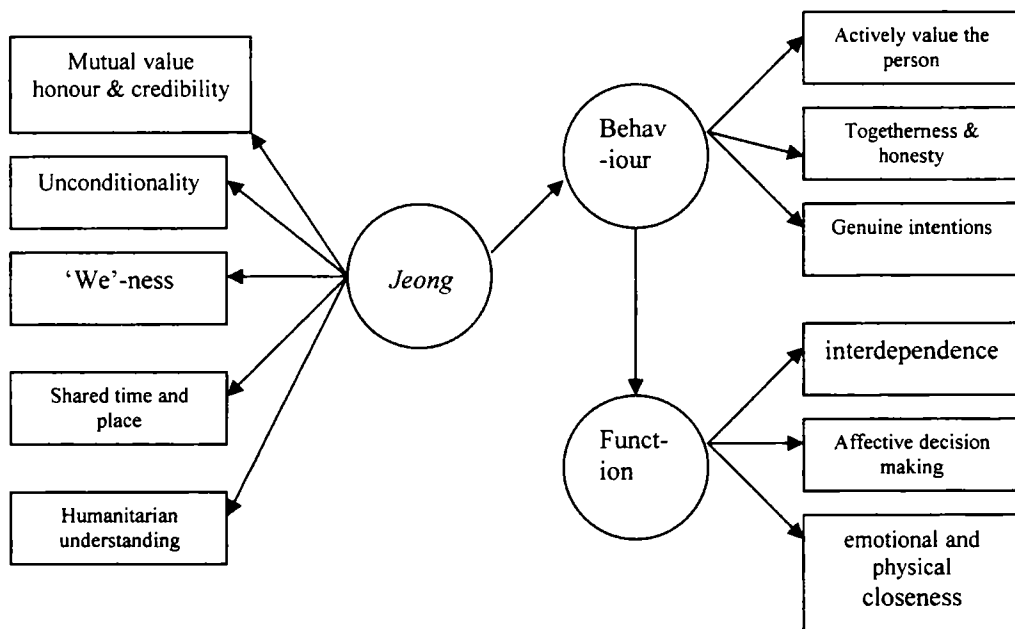 Mutual value
honour & credibility
Unconditionality
‘We’-ness
Shared time and
place
Humanitarian
understanding
Jeong
Behav
-iour
Funct-
ion
Actively value the
person
Togetherness &
honesty
Genuine intentions
interdependence
Affective decision
making
emotional and
physical
closeness